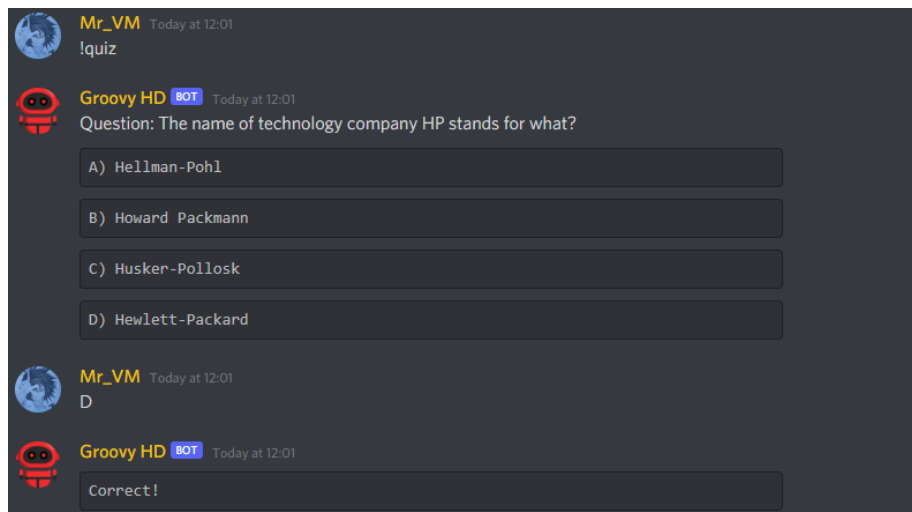 Mr_VM Today at 12:01
!quiz
Groovy HD BOT Today at 12:01
Question: The name of technology company HP stands for what?
A) Hellman-Pohl
B) Howard Packmann
C) Husker-Pollosk
D) Hewlett-Packard
Mr_VM Today at 12:01
D
Groovy HD BOT Today at 12:01
Correct!